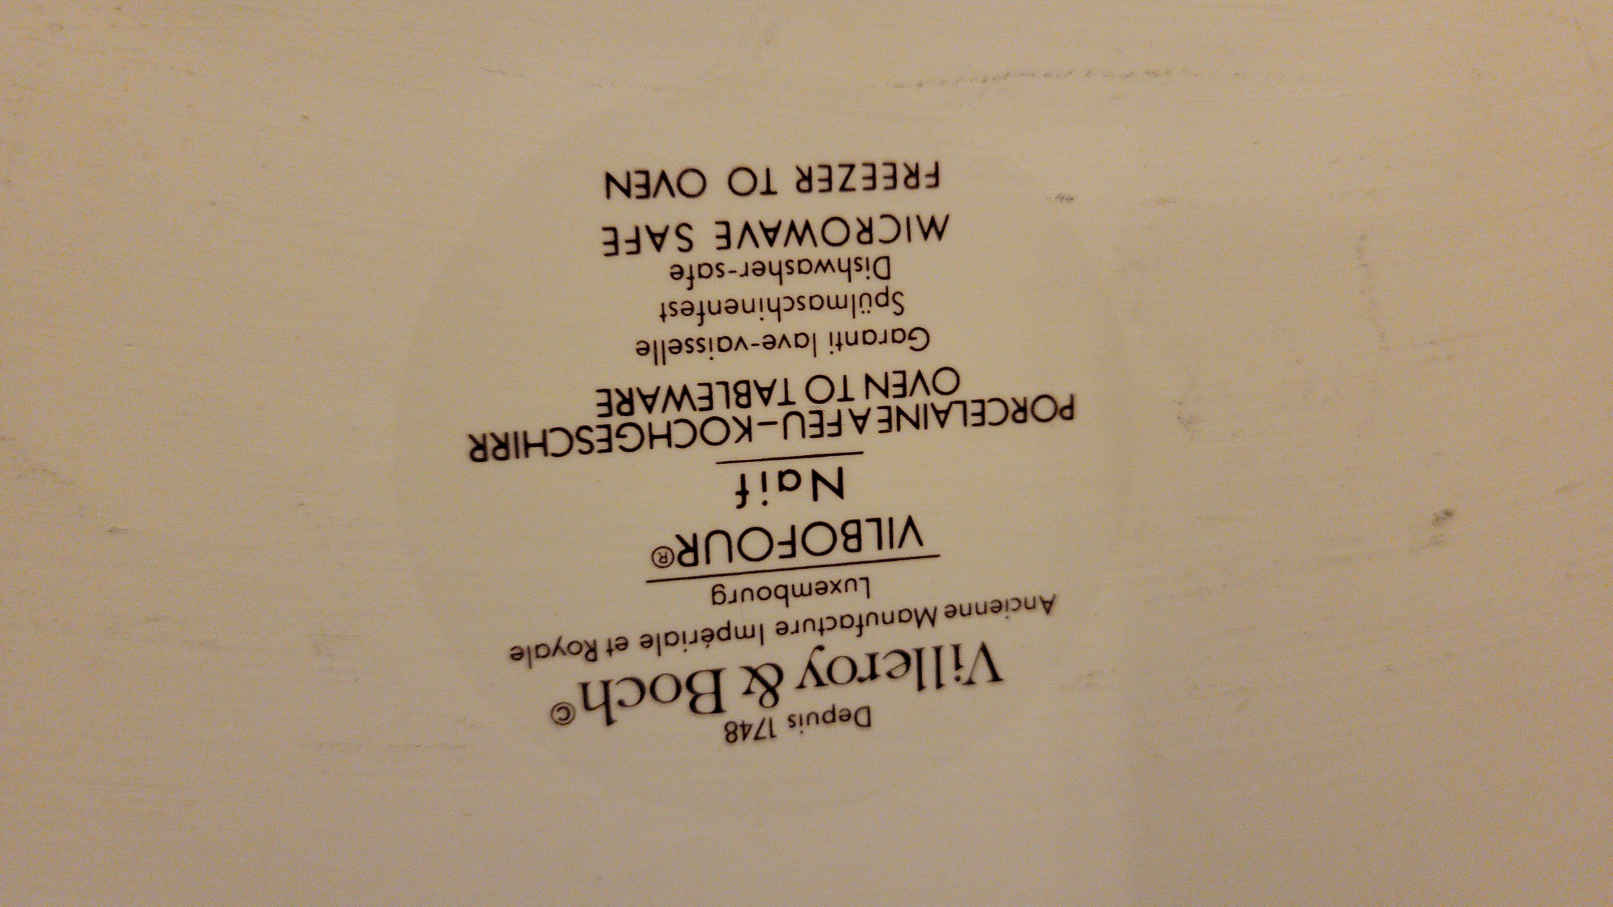 Depuis 1748
Villeroy & Boch©
Ancienne Manufacture Impériale et Royale
Luxembourg
VILBOFOUR®
Naif
PORCELAINE A FEU-KOCHGESCHIRR
OVEN TO TABLEWARE
Garanti lave-vaisselle
Spülmaschinenfest
Dishwasher-safe
MICROWAVE SAFE
FREEZER TO OVEN